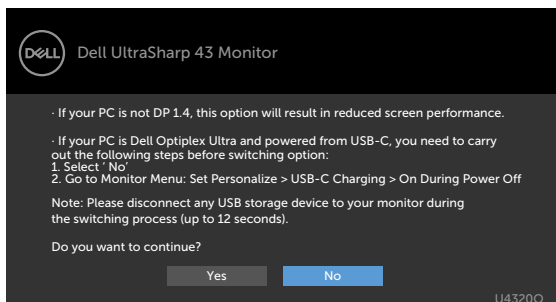 DELL
Dell UltraSharp 43 Monitor
· If your PC is not DP 1.4, this option will result in reduced screen performance.
· If your PC is Dell Optiplex Ultra and powered from USB-C, you need to carry
out the following steps before switching option:
1. Select ‘ No’
2. Go to Monitor Menu: Set Personalize > USB-C Charging > On During Power Off
Note: Please disconnect any USB storage device to your monitor during
the switching process (up to 12 seconds).
Do you want to continue?
Yes No
U4320Q